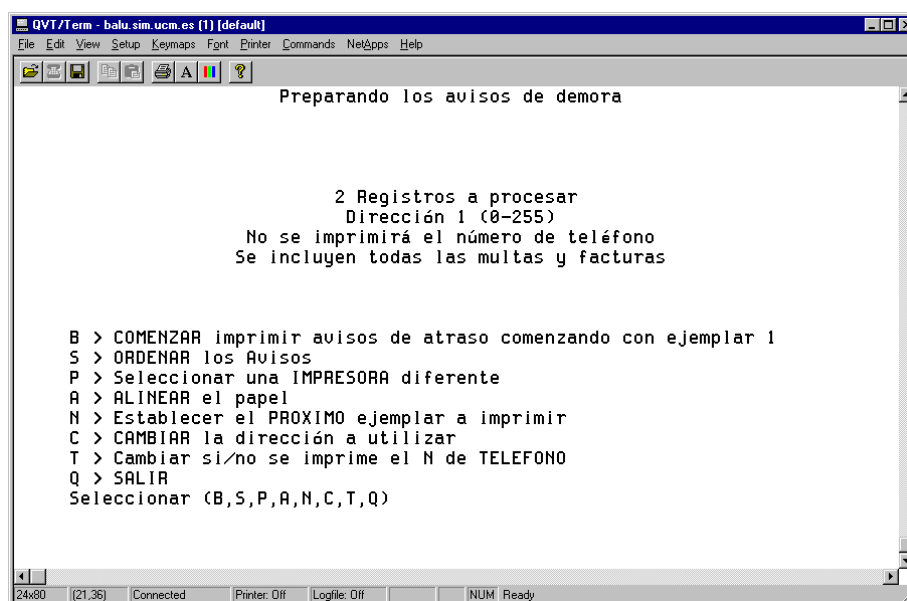 QVT/Term - balu.sim.ucm.es (1) [default]
File Edit View Setup Keymaps Font Printer Commands NetApps Help
A
Preparando los avisos de demora
2 Registros a procesar
Dirección 1 (0-255)
No se imprimirá el número de teléfono
Se incluyen todas las multas y facturas
B > COMENZAR imprimir avisos de atraso comenzando con ejemplar 1
S > ORDENAR los Avisos
P > Seleccionar una IMPRESORA diferente
A > ALINEAR el papel
N > Establecer el PROXIMO ejemplar a imprimir
C > CAMBIAR la dirección a utilizar
T > Cambiar si/no se imprime el N de TELEFONO
Q > SALIR
Seleccionar (B,S,P,A,N,C,T,Q)
24x80 (21,36) Connected Printer: Off Logfile: Off NUM Ready